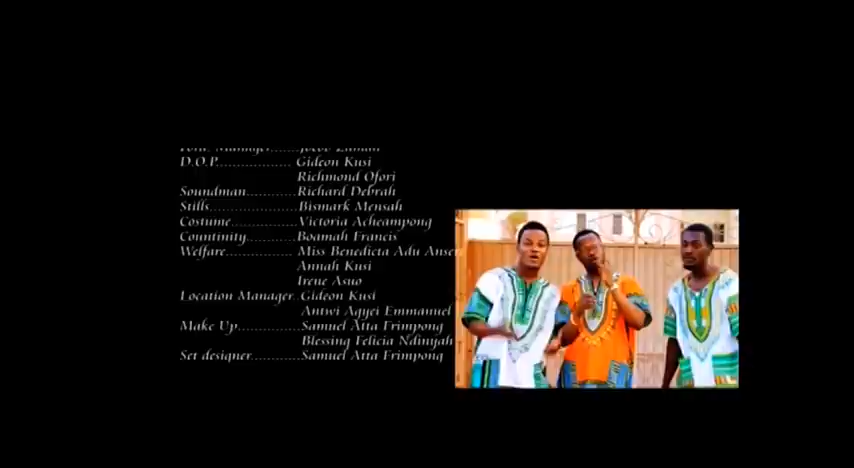 D.O.P................. Gideon Kusi
Richmond Ofori
Soundman............Richard Debrah
Stills.....................Bismark Mensah
Costume................Victoria Acheampong
Countinity............Boamah Francis
Welfare................ Miss Benedicta Adu
Annah Kusi
Irene Asuo
Location Manager. Gideon Kusi
Antwi Agyei Emmanuel
Make Up................Samuel Atta Frimpong
Blessing Felicia
Set designer............Samuel Atta Frimpong